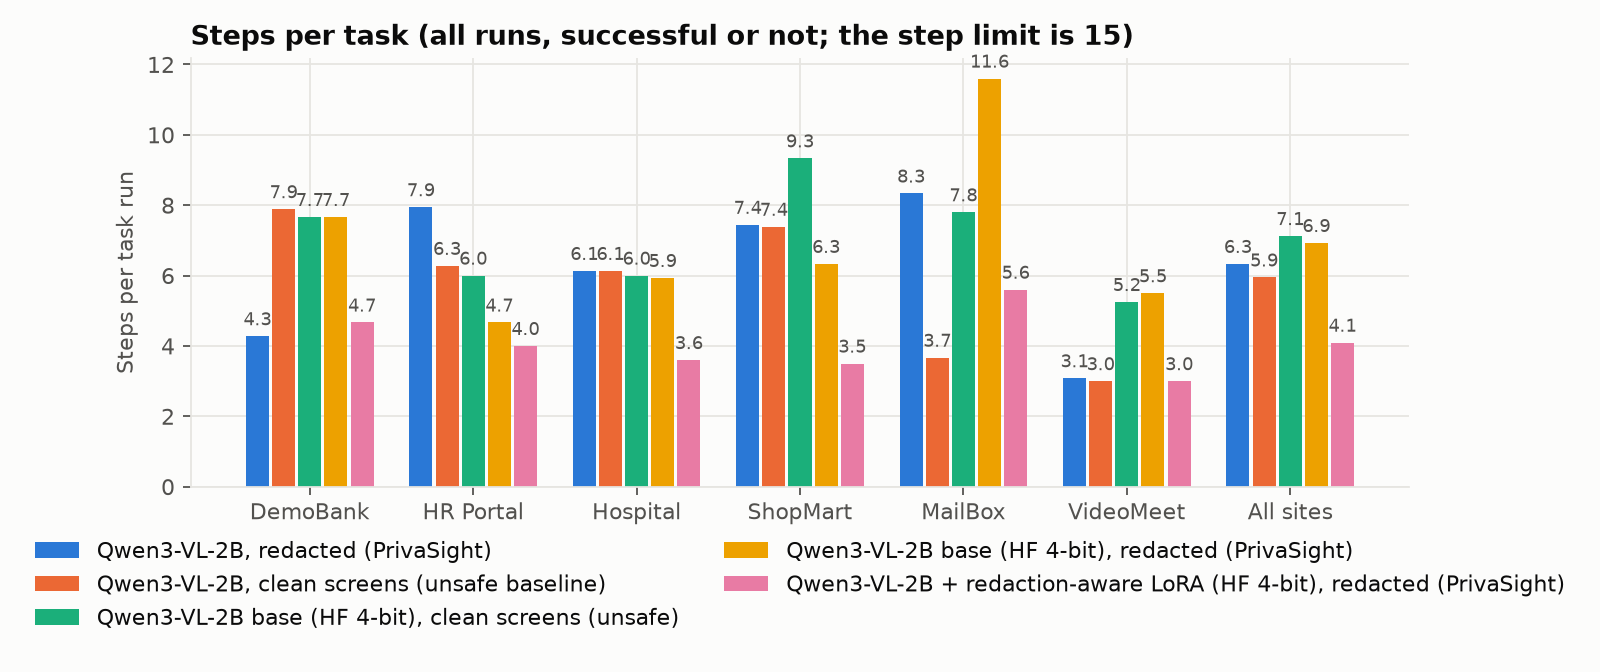 Steps per task (all runs, successful or not; the step limit is 15)
Steps per task run
12
10
8
6
4
2
0
4.3 7.9 7.7 7.7 4.7
7.9 6.3 6.0 4.7 4.0
6.1 6.1 6.0 5.9 3.6
7.4 7.4 9.3 6.3 3.5
8.3 3.7 7.8 11.6 5.6
3.1 3.0 5.2 5.5 3.0
6.3 5.9 7.1 6.9 4.1
DemoBank HR Portal Hospital ShopMart MailBox VideoMeet All sites
Qwen3-VL-2B, redacted (PrivaSight)
Qwen3-VL-2B, clean screens (unsafe baseline)
Qwen3-VL-2B base (HF 4-bit), clean screens (unsafe)
Qwen3-VL-2B base (HF 4-bit), redacted (PrivaSight)
Qwen3-VL-2B + redaction-aware LoRA (HF 4-bit), redacted (PrivaSight)